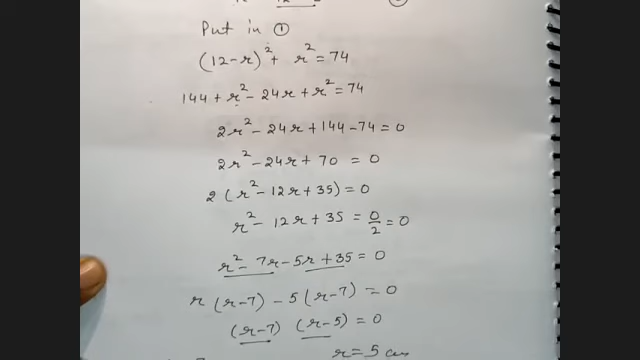 Put in ①
(12-r)² + r² = 74
144 + r² - 24r + r² = 74
2r² - 24r + 144 - 74 = 0
2r² - 24r + 70 = 0
2 (r² - 12r + 35) = 0
r² - 12r + 35 = 0/2 = 0
r² - 7r - 5r + 35 = 0
r (r-7) - 5 (r-7) = 0
(r-7) (r-5) = 0
r = 5 cm